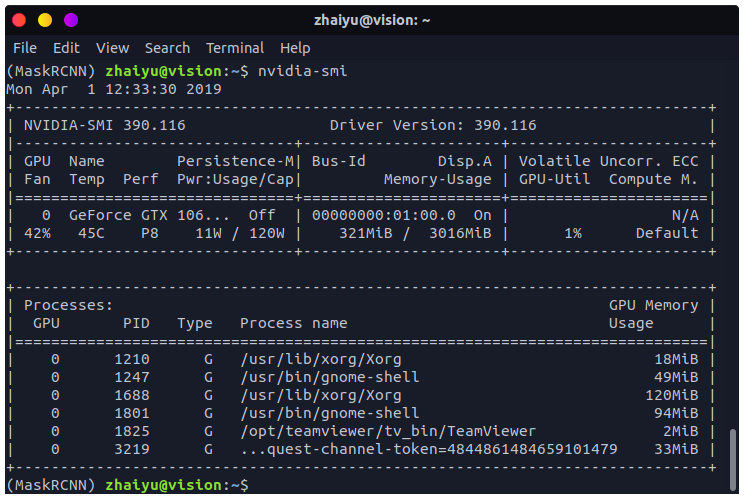 zhaiyu@vision: ~
File Edit View Search Terminal Help
(MaskRCNN) zhaiyu@vision:~$ nvidia-smi
Mon Apr  1 12:33:30 2019
+-----------------------------------------------------------------------------+
| NVIDIA-SMI 390.116                Driver Version: 390.116                   |
|-------------------------------+----------------------+----------------------+
| GPU  Name        Persistence-M| Bus-Id        Disp.A | Volatile Uncorr. ECC |
| Fan  Temp  Perf  Pwr:Usage/Cap|         Memory-Usage | GPU-Util  Compute M. |
|===============================+======================+======================|
|   0  GeForce GTX 106...  Off  | 00000000:01:00.0  On |                  N/A |
| 42%   45C    P8    11W / 120W |    321MiB /  3016MiB |      1%      Default |
+-------------------------------+----------------------+----------------------+
+-----------------------------------------------------------------------------+
| Processes:                                                       GPU Memory |
|  GPU       PID   Type   Process name                             Usage      |
|=============================================================================|
|    0      1210      G   /usr/lib/xorg/Xorg                            18MiB |
|    0      1247      G   /usr/bin/gnome-shell                          49MiB |
|    0      1688      G   /usr/lib/xorg/Xorg                           120MiB |
|    0      1801      G   /usr/bin/gnome-shell                          94MiB |
|    0      1825      G   /opt/teamviewer/tv_bin/TeamViewer              2MiB |
|    0      3219      G   ...quest-channel-token=4844861484659101479    33MiB |
+-----------------------------------------------------------------------------+
(MaskRCNN) zhaiyu@vision:~$